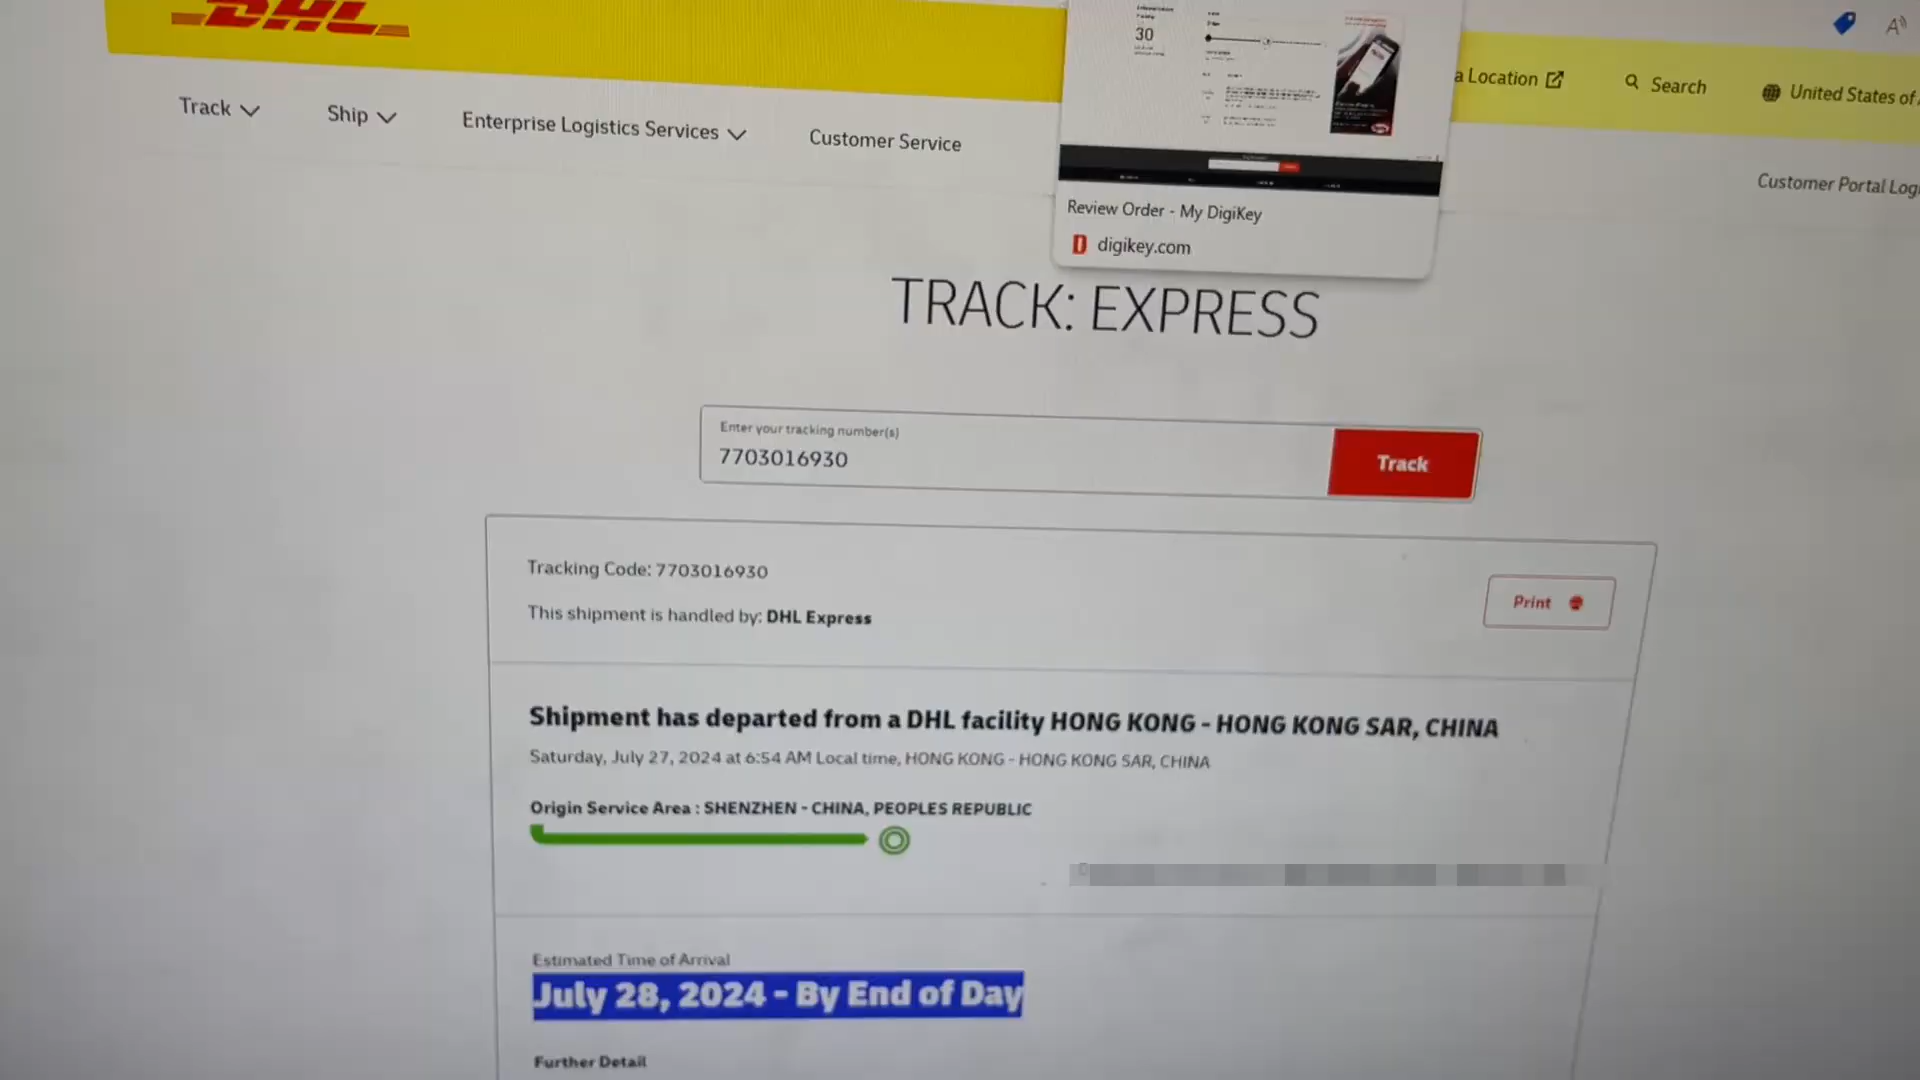 DHL
30
a Location
Search
United States of
Track
Ship
Enterprise Logistics Services
Customer Service
Customer Portal Logi
Review Order - My DigiKey
digikey.com
TRACK: EXPRESS
Enter your tracking number(s)
7703016930
Track
Tracking Code: 7703016930
Print
This shipment is handled by: DHL Express
Shipment has departed from a DHL facility HONG KONG - HONG KONG SAR, CHINA
Saturday, July 27, 2024 at 6:54 AM Local time, HONG KONG - HONG KONG SAR, CHINA
Origin Service Area : SHENZHEN - CHINA, PEOPLES REPUBLIC
Estimated Time of Arrival
July 28, 2024 - By End of Day
Further Detail